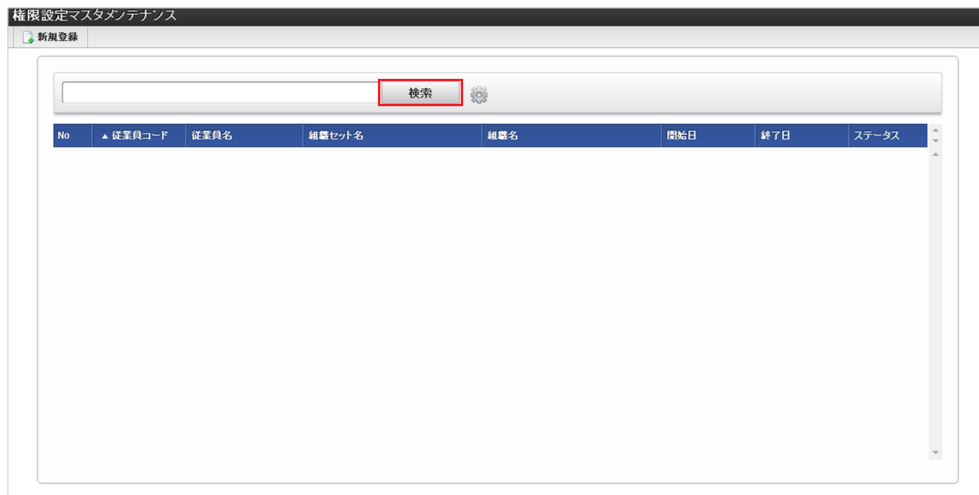 権限設定マスタメンテナンス
新規登録
検索
No ▲ 従業員コード 従業員名 組織セット名 組織名 開始日 終了日 ステータス